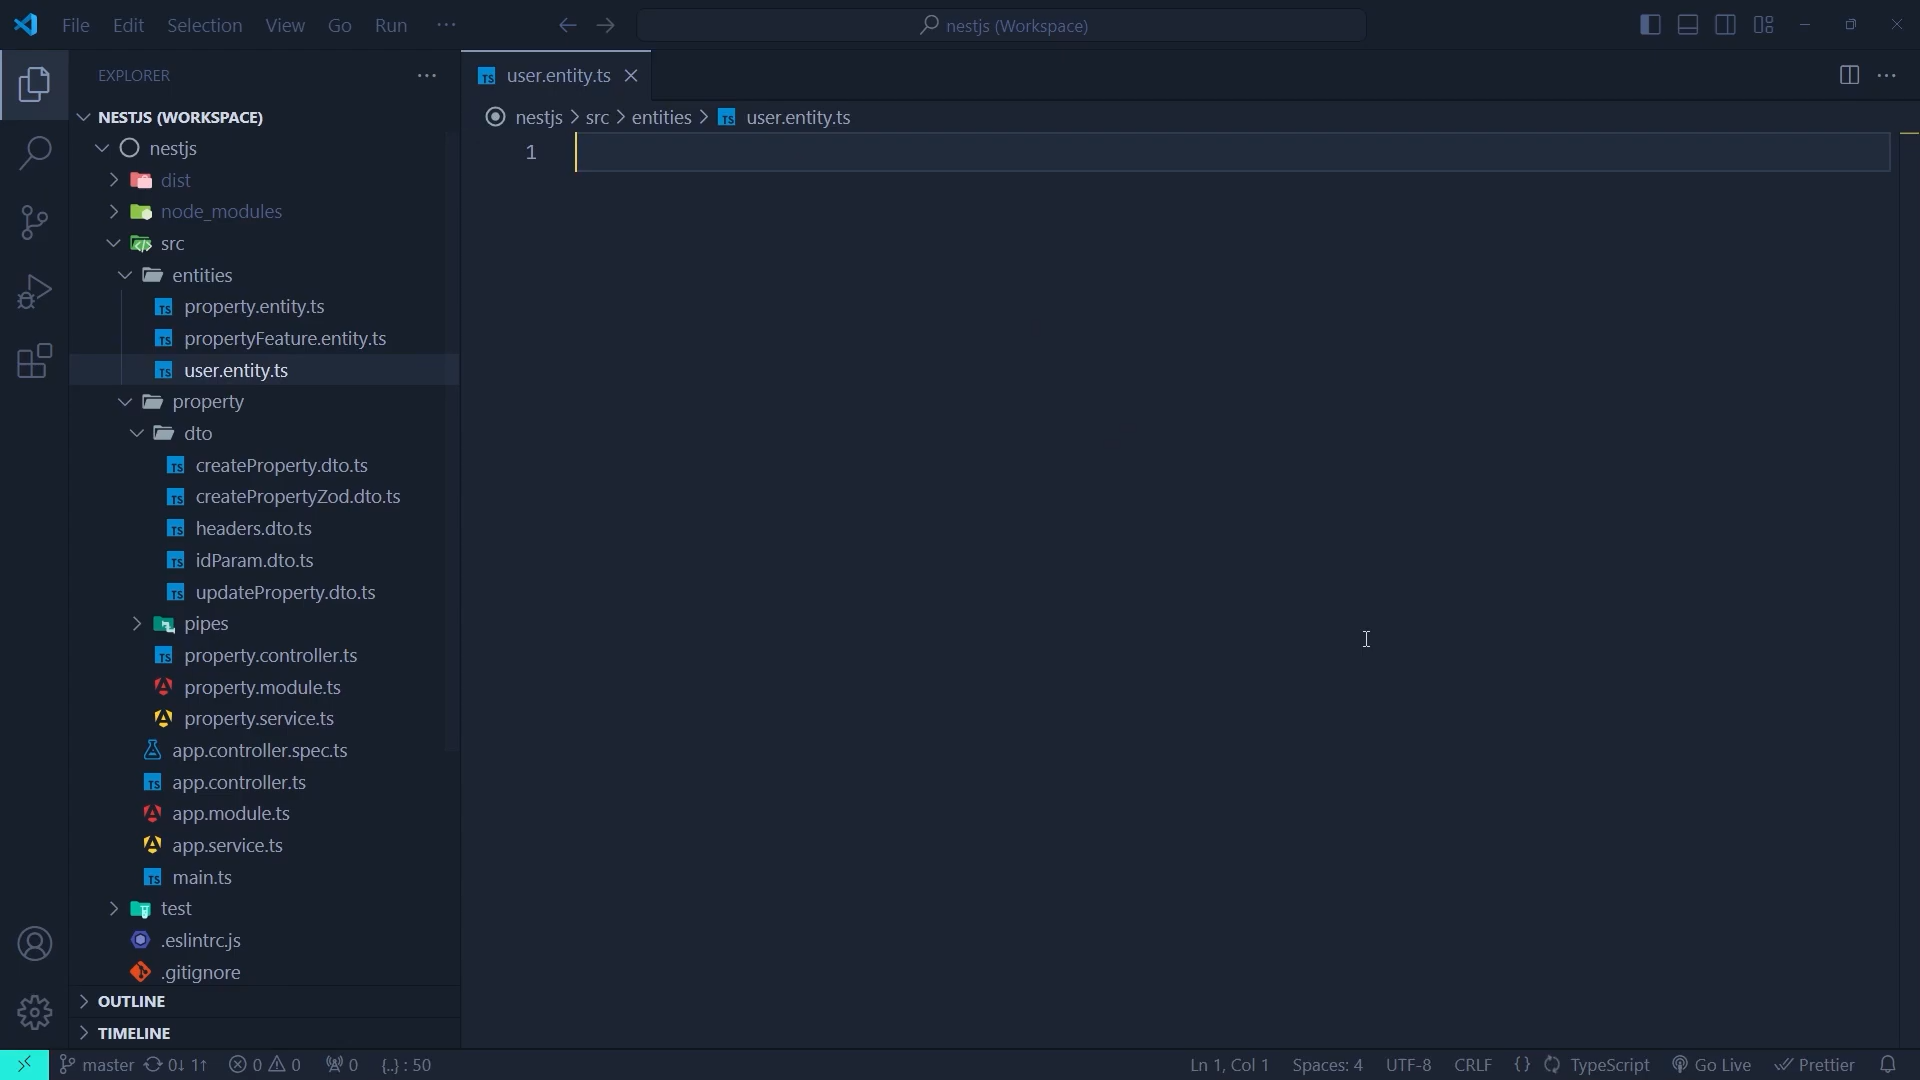 File Edit Selection View Go Run ···
nestjs (Workspace)
EXPLORER
NESTJS (WORKSPACE)
nestjs
dist
node_modules
src
entities
property.entity.ts
propertyFeature.entity.ts
user.entity.ts
property
dto
createProperty.dto.ts
createPropertyZod.dto.ts
headers.dto.ts
idParam.dto.ts
updateProperty.dto.ts
pipes
property.controller.ts
property.module.ts
property.service.ts
app.controller.spec.ts
app.controller.ts
app.module.ts
app.service.ts
main.ts
test
.eslintrc.js
.gitignore
OUTLINE
TIMELINE
TS user.entity.ts
nestjs > src > entities > TS user.entity.ts
1
master 0↓ 1↑ 0 0 0 {..} : 50
Ln 1, Col 1 Spaces: 4 UTF-8 CRLF {} TypeScript Go Live Prettier